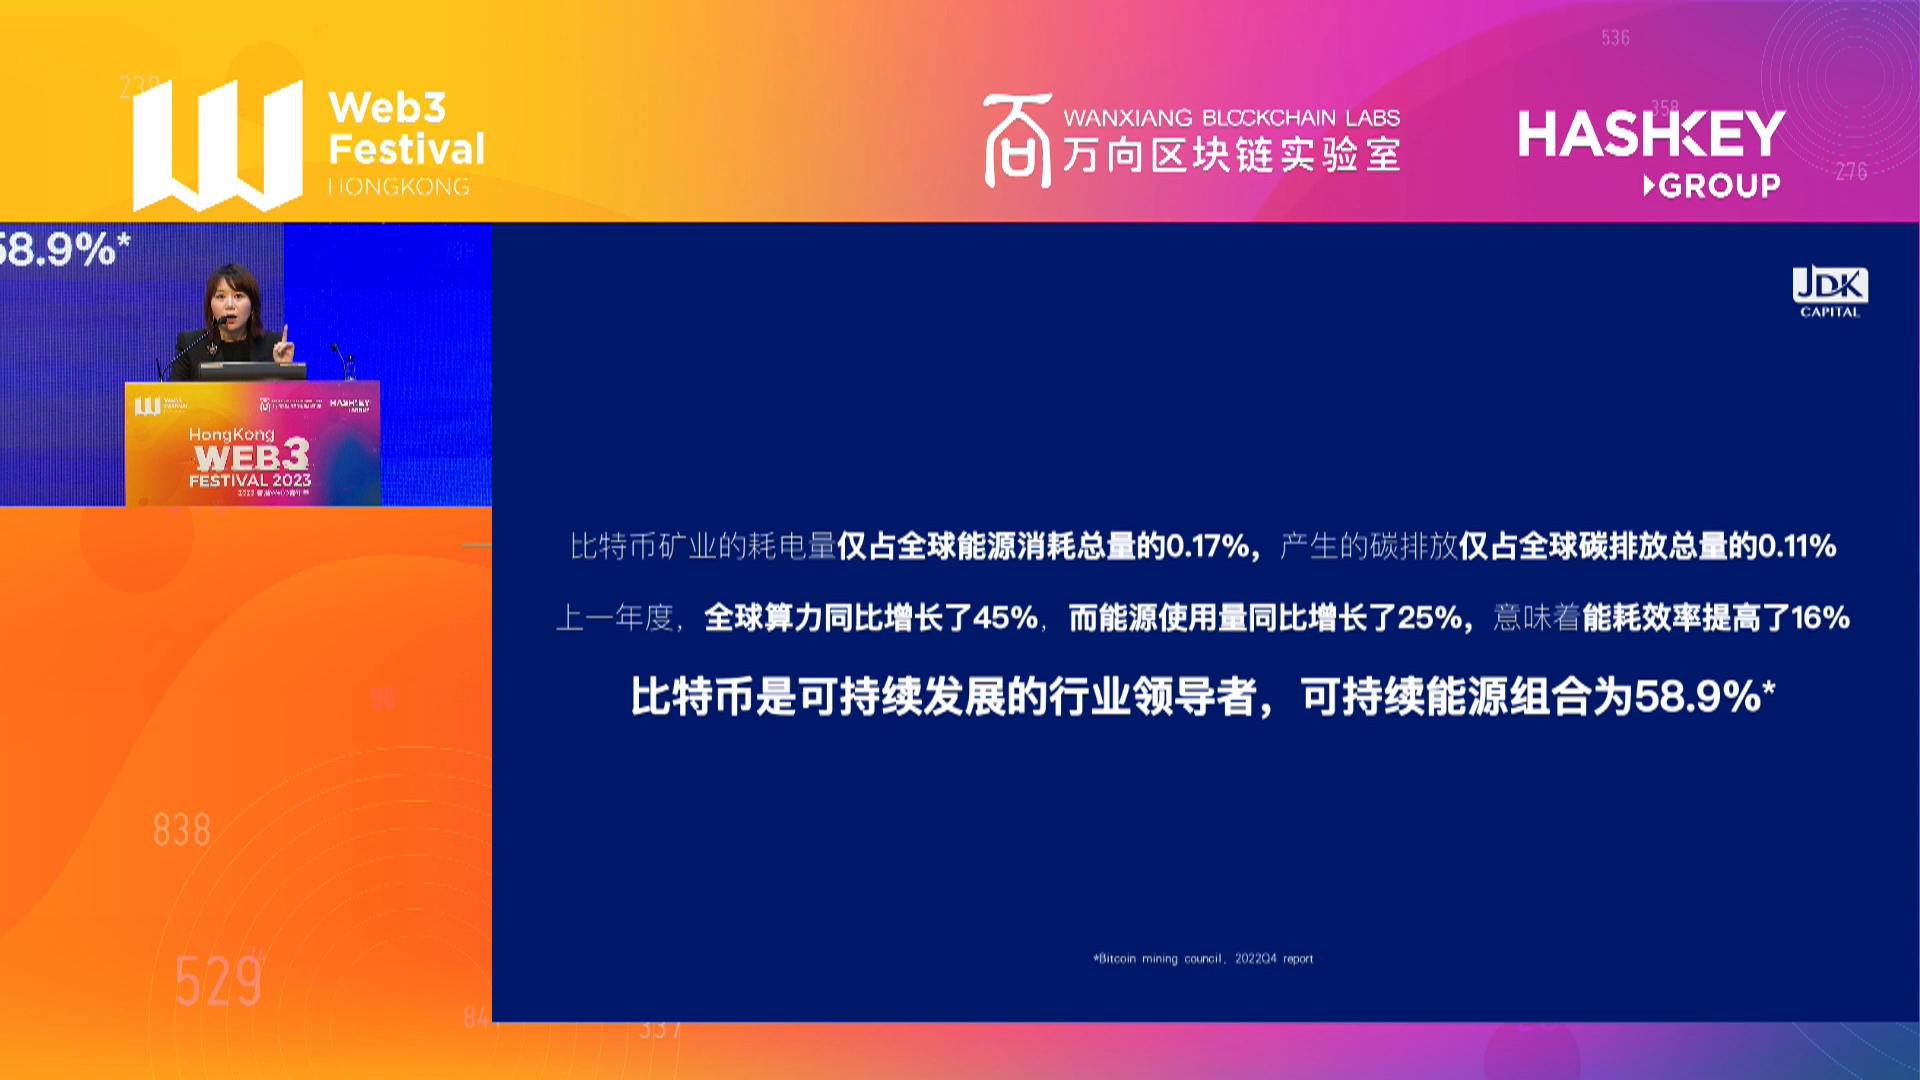 Web3
Festival
HONGKONG
WANXIANG BLOCKCHAIN LABS
万向区块链实验室
HASHKEY
GROUP
536
358
276
58.9%*
HongKong
WEB3
FESTIVAL 2023
HASHKEY
JDK
CAPITAL
比特币矿业的耗电量仅占全球能源消耗总量的0.17%，产生的碳排放仅占全球碳排放总量的0.11%
上一年度，全球算力同比增长了45%，而能源使用量同比增长了25%，意味着能耗效率提高了16%
比特币是可持续发展的行业领导者，可持续能源组合为58.9%*
*Bitcoin mining council, 2022Q4 report
90
838
529
84
337